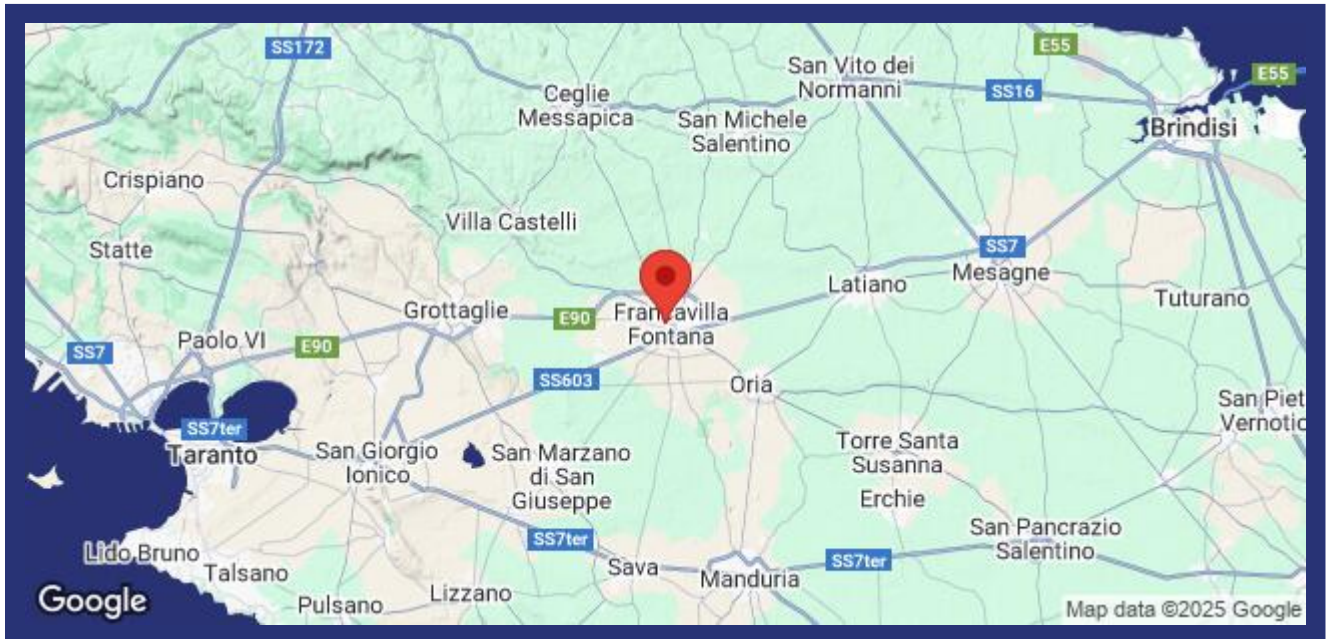 SS172
E55
San Vito dei
Normanni
E55
Ceglie
Messapica
SS16
San Michele
Salentino
Brindisi
Crispiano
Villa Castelli
Statte
SS7
Mesagne
Latiano
Tuturano
Grottaglie
E90
Francavilla
Fontana
Paolo VI
E90
SS7
SS603
Oria
San Piet
Vernotic
SS7ter
Taranto
San Giorgio
Ionico
San Marzano
di San
Giuseppe
Torre Santa
Susanna
Erchie
San Pancrazio
Salentino
SS7ter
Lido Bruno
Talsano
Sava
Manduria
SS7ter
Lizzano
Pulsano
Google
Map data ©2025 Google